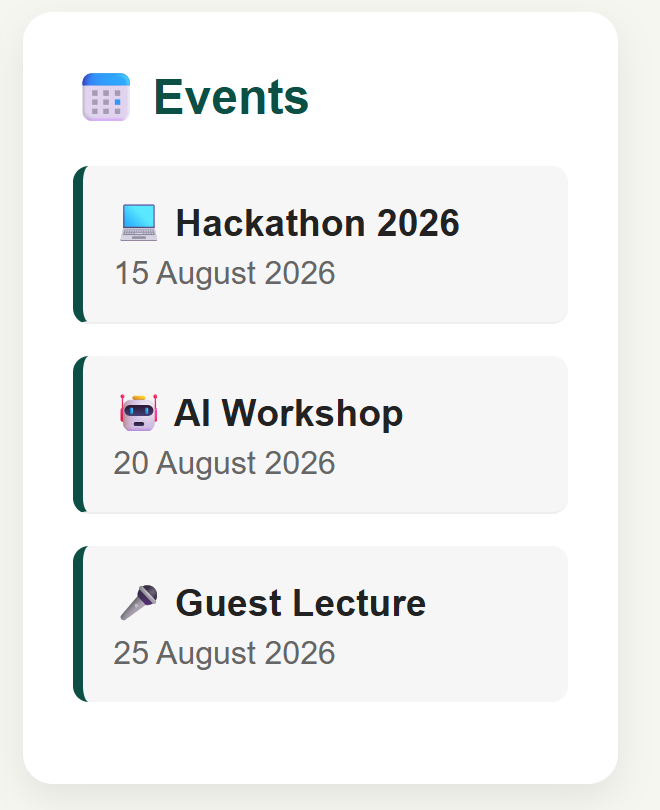 Events
Hackathon 2026
15 August 2026
AI Workshop
20 August 2026
Guest Lecture
25 August 2026